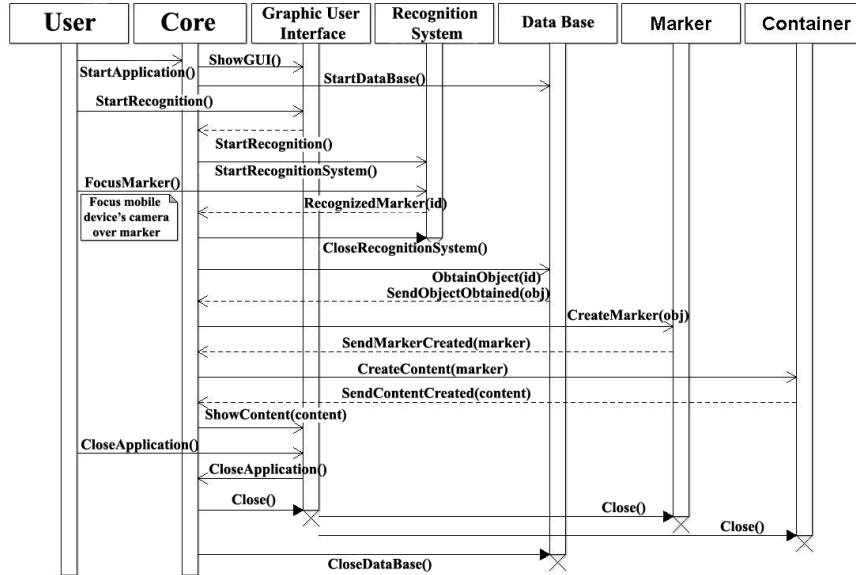 User
Core
Graphic User
Interface
Recognition
System
Data Base
Marker
Container
StartApplication()
ShowGUI()
StartDataBase()
StartRecognition()
StartRecognition()
StartRecognitionSystem()
FocusMarker()
Focus mobile
device's camera
over marker
RecognizedMarker(id)
CloseRecognitionSystem()
ObtainObject(id)
SendObjectObtained(obj)
CreateMarker(obj)
SendMarkerCreated(marker)
CreateContent(marker)
SendContentCreated(content)
ShowContent(content)
CloseApplication()
CloseApplication()
Close()
Close()
Close()
CloseDataBase()